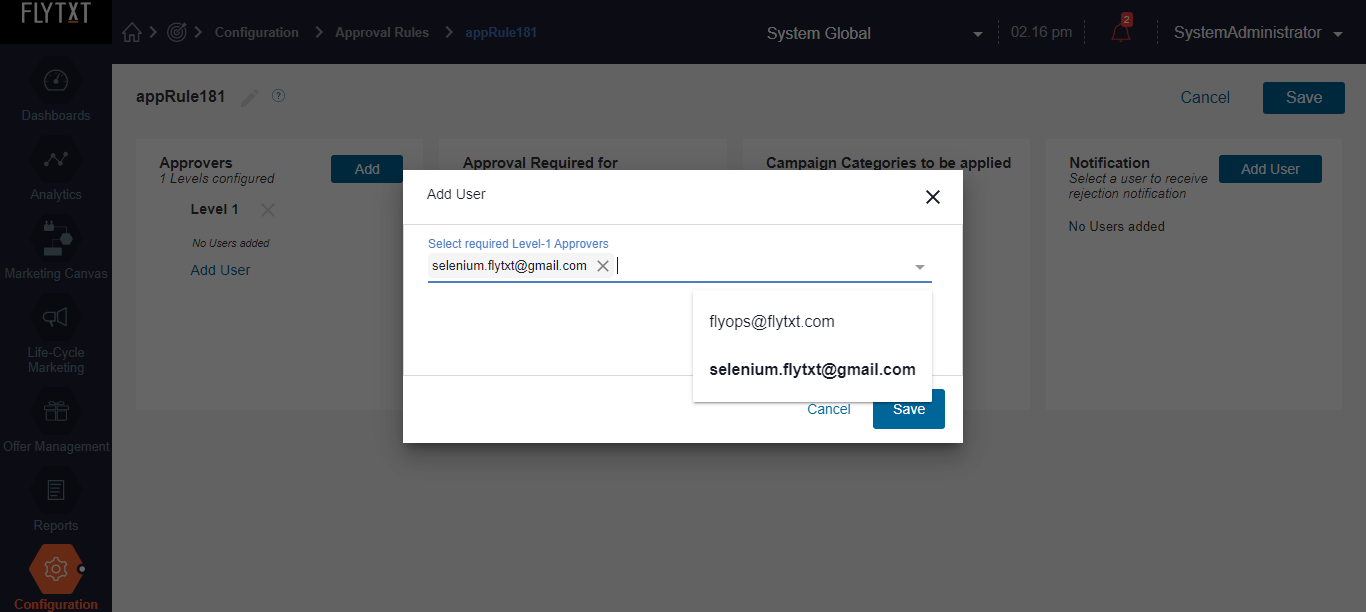 FLYTXT
Configuration
Approval Rules
appRule181
System Global
02.16 pm
2
SystemAdministrator
Dashboards
Analytics
Marketing Canvas
Life-Cycle
Marketing
Offer Management
Reports
Configuration
appRule181
?
Cancel
Save
Approvers
1 Levels configured
Add
Level 1
No Users added
Add User
Approval Required for
Campaign Categories to be applied
Notification
Select a user to receive
rejection notification
Add User
No Users added
Add User
Select required Level-1 Approvers
selenium.flytxt@gmail.com
flyops@flytxt.com
selenium.flytxt@gmail.com
Cancel
Save